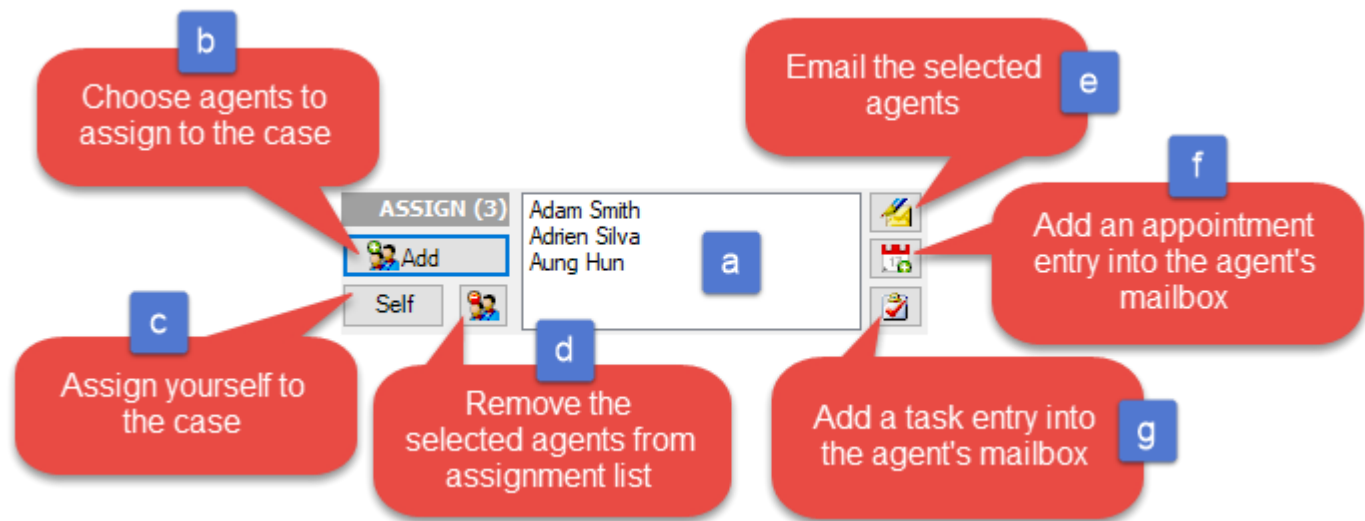 b
Choose agents to
assign to the case
Email the selected
agents
e
f
Add an appointment
entry into the agent's
mailbox
ASSIGN (3)
Add
Self
Adam Smith
Adrien Silva
Aung Hun
a
c
Assign yourself to
the case
d
Remove the
selected agents from
assignment list
Add a task entry into
the agent's mailbox
g